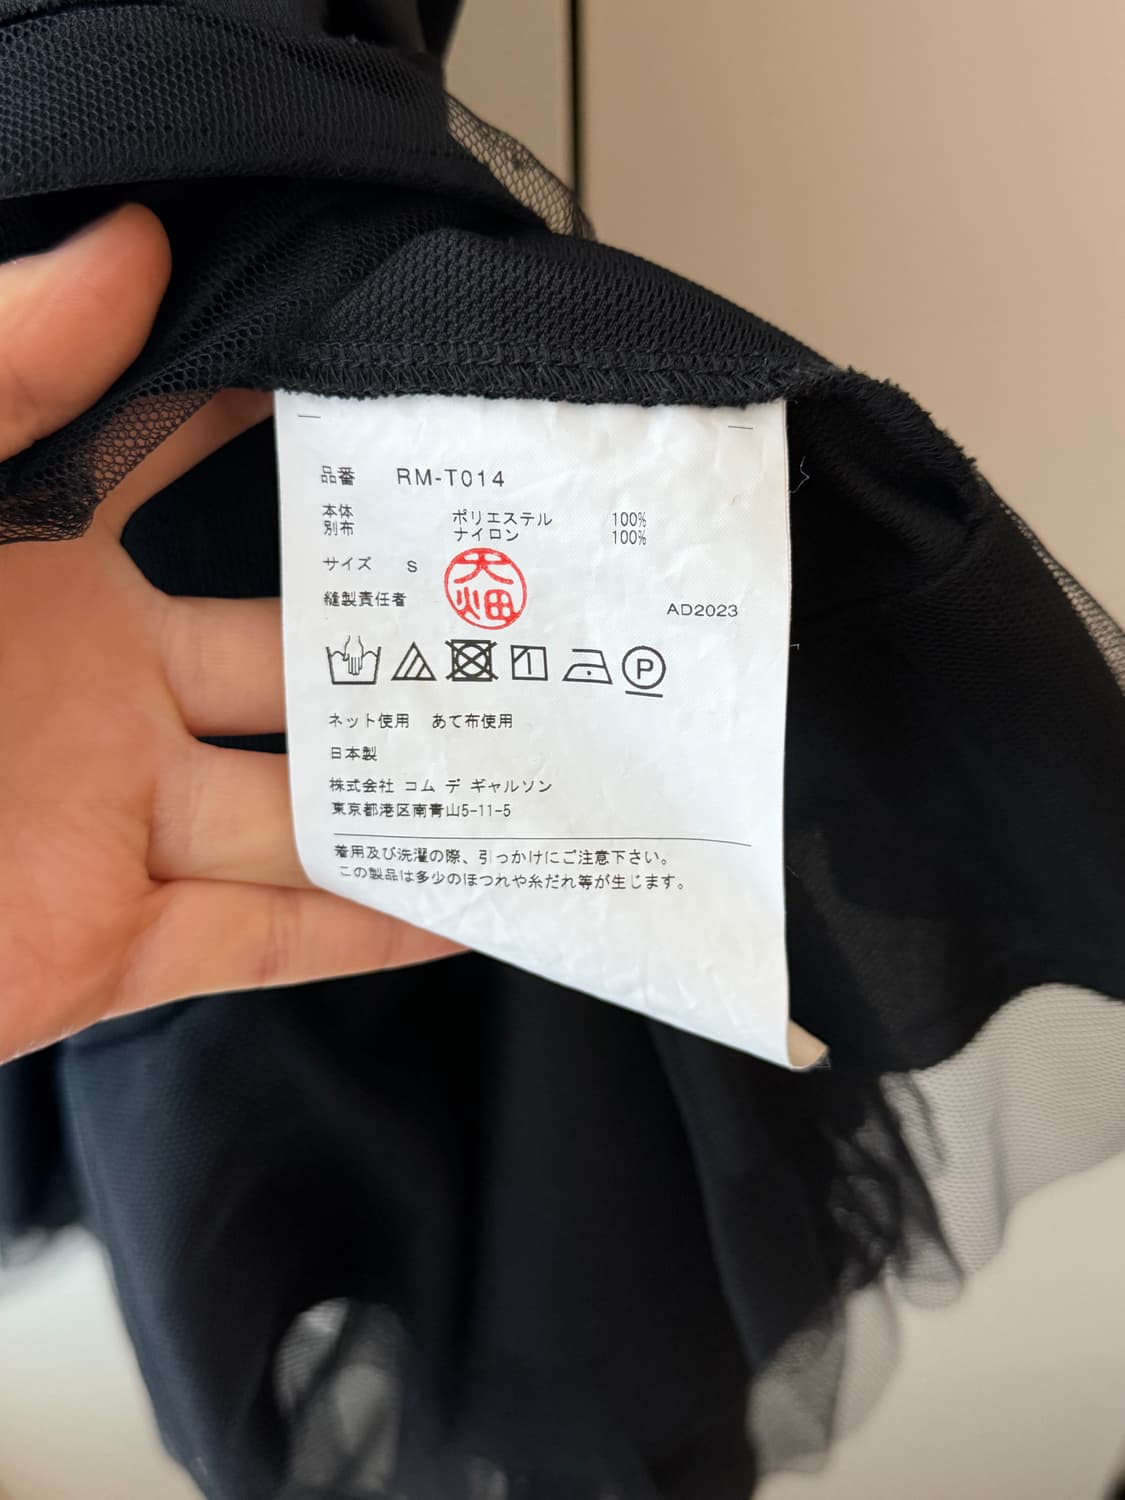 品番 RM-T014
本体 ポリエステル 100%
別布 ナイロン 100%
サイズ S
縫製責任者 大畑 AD2023
P
ネット使用 あて布使用
日本製
株式会社 コム デ ギャルソン
東京都港区南青山5-11-5
着用及び洗濯の際、引っかけにご注意下さい。
この製品は多少のほつれや糸だれ等が生じます。